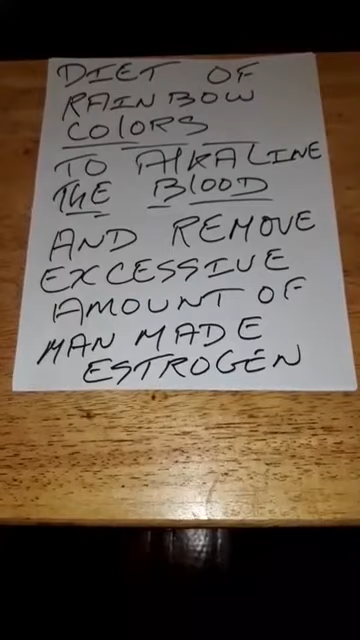 DIET OF
RAINBOW
COlORS
TO AlKALINE
THE BlOOD
AND REMOVE
EXCESSIVE
AMOUNT OF
MAN MADE
ESTROGEN